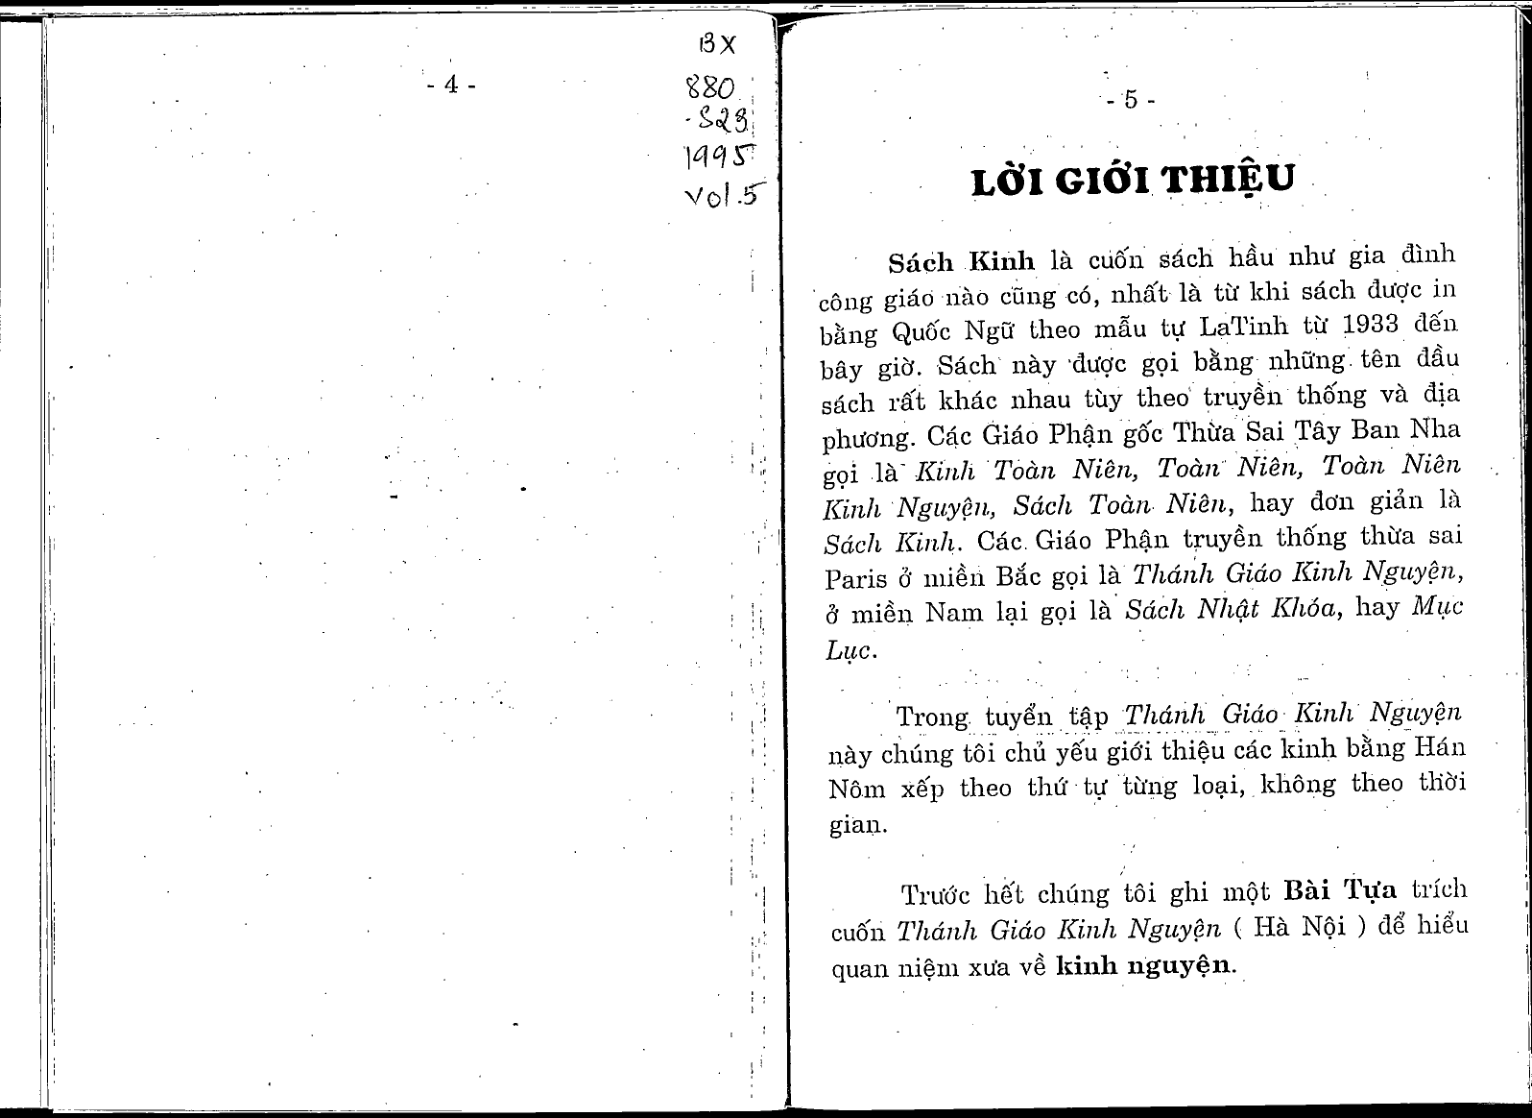 - 4 -
BX
880
.S23
1995
vol.5
- 5 -
LỜI GIỚI THIỆU
Sách Kinh là cuốn sách hầu như gia đình
công giáo nào cũng có, nhất là từ khi sách được in
bằng Quốc Ngữ theo mẫu tự LaTinh từ 1933 đến
bây giờ. Sách này được gọi bằng những tên đầu
sách rất khác nhau tùy theo truyền thống và địa
phương. Các Giáo Phận gốc Thừa Sai Tây Ban Nha
gọi là Kinh Toàn Niên, Toàn Niên, Toàn Niên
Kinh Nguyện, Sách Toàn Niên, hay đơn giản là
Sách Kinh. Các Giáo Phận truyền thống thừa sai
Paris ở miền Bắc gọi là Thánh Giáo Kinh Nguyện,
ở miền Nam lại gọi là Sách Nhật Khóa, hay Mục
Lục.
Trong tuyển tập Thánh Giáo Kinh Nguyện
này chúng tôi chủ yếu giới thiệu các kinh bằng Hán
Nôm xếp theo thứ tự từng loại, không theo thời
gian.
Trước hết chúng tôi ghi một Bài Tựa trích
cuốn Thánh Giáo Kinh Nguyện ( Hà Nội ) để hiểu
quan niệm xưa về kinh nguyện.